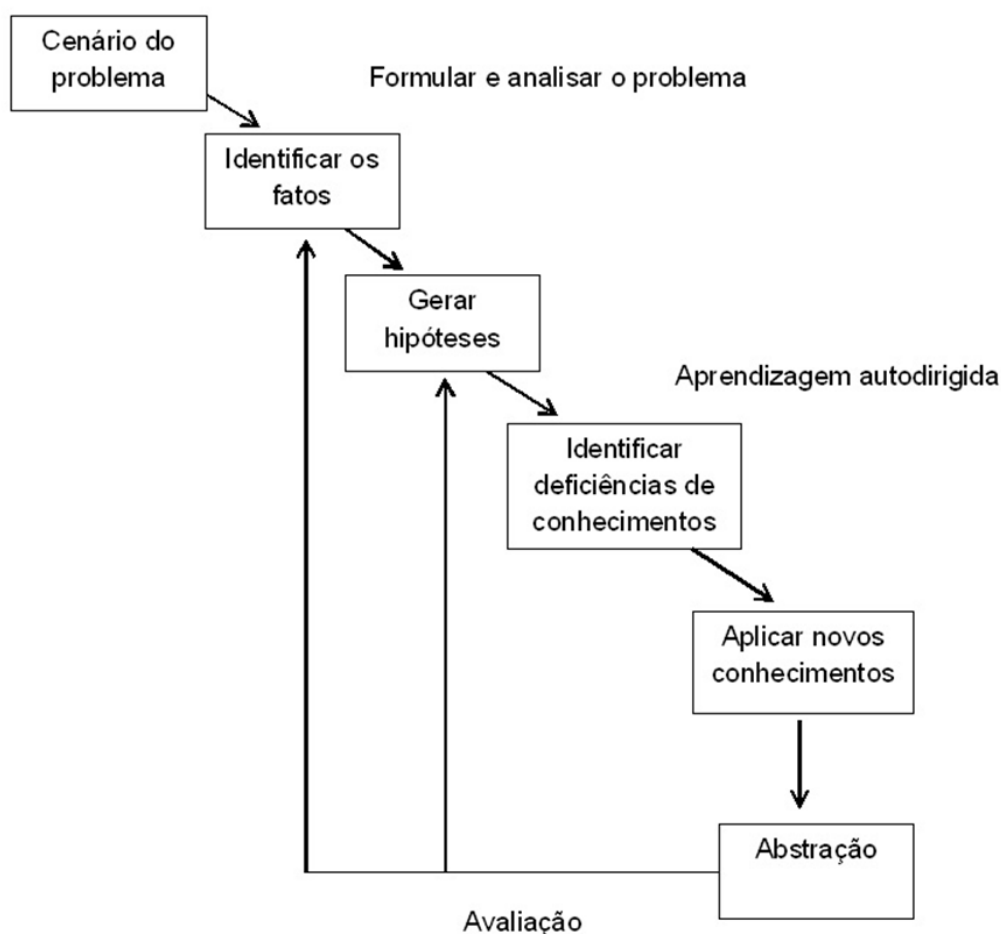 Cenário do
problema
Formular e analisar o problema
Identificar os
fatos
Gerar
hipóteses
Aprendizagem autodirigida
Identificar
deficiências de
conhecimentos
Aplicar novos
conhecimentos
Abstração
Avaliação